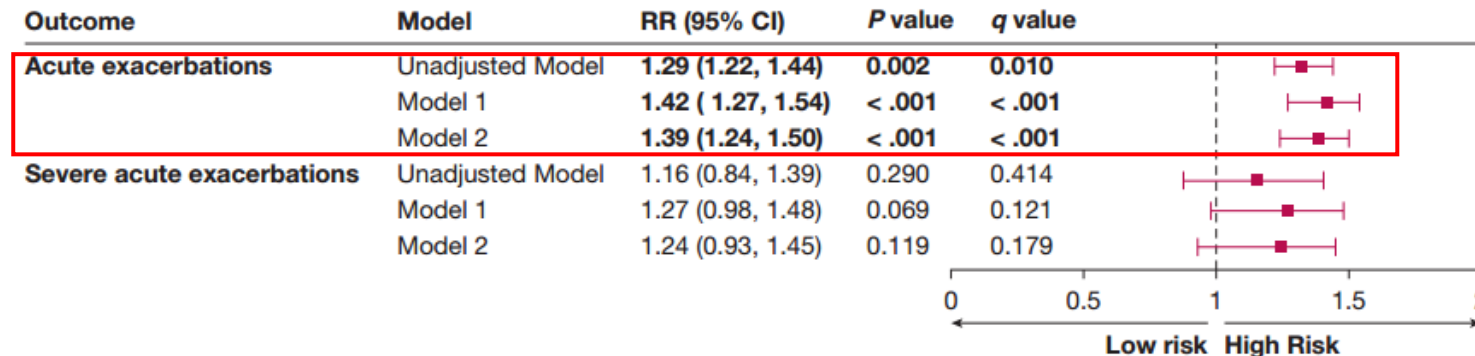 Outcome Model RR (95% CI) P value q value
Acute exacerbations Unadjusted Model 1.29 (1.22, 1.44) 0.002 0.010
Model 1 1.42 ( 1.27, 1.54) < .001 < .001
Model 2 1.39 (1.24, 1.50) < .001 < .001
Severe acute exacerbations Unadjusted Model 1.16 (0.84, 1.39) 0.290 0.414
Model 1 1.27 (0.98, 1.48) 0.069 0.121
Model 2 1.24 (0.93, 1.45) 0.119 0.179
0 0.5 1 1.5
Low risk High Risk